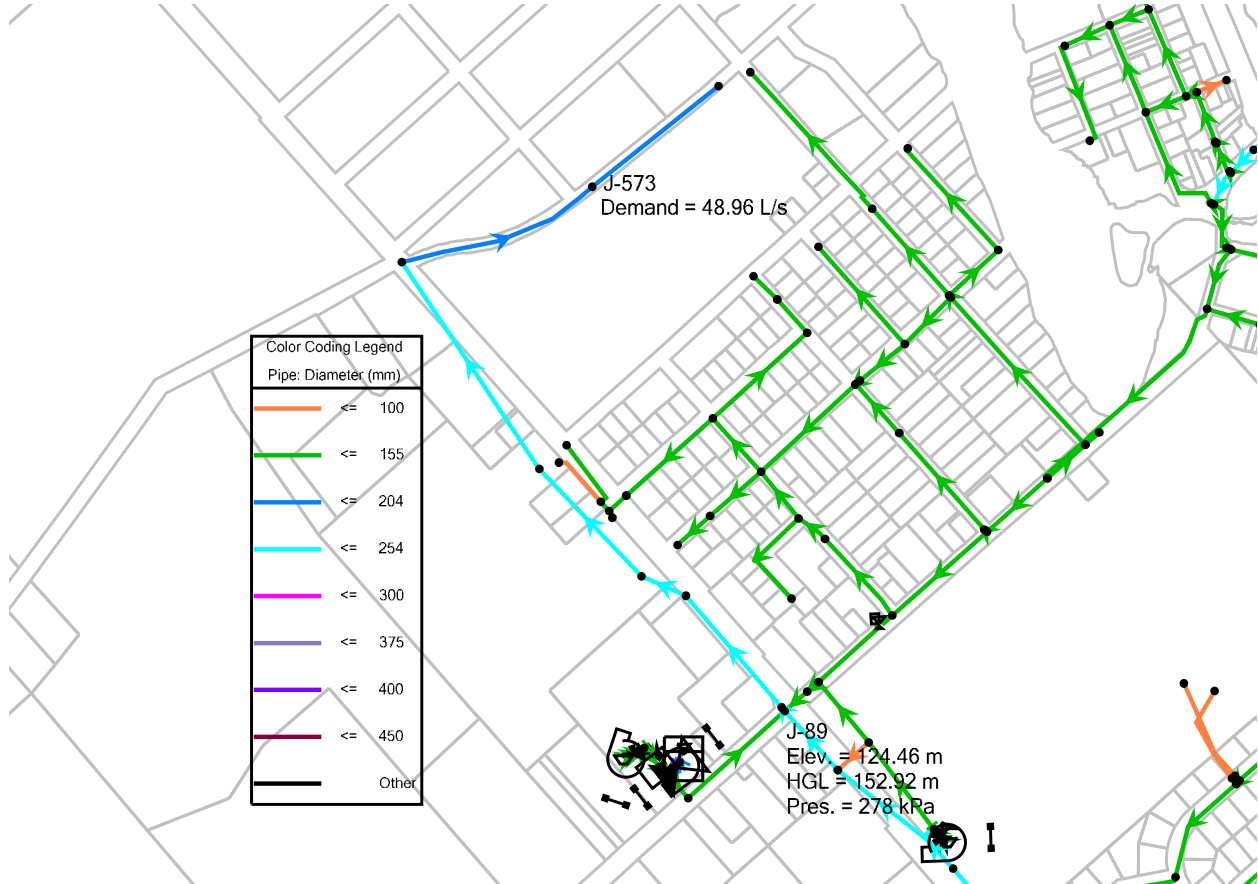 J-573
Demand = 48.96 L/s
Color Coding Legend
Pipe: Diameter (mm)
<= 100
<= 155
<= 204
<= 254
<= 300
<= 375
<= 400
<= 450
Other
J-89
Elev. = 124.46 m
HGL = 152.92 m
Pres. = 278 kPa